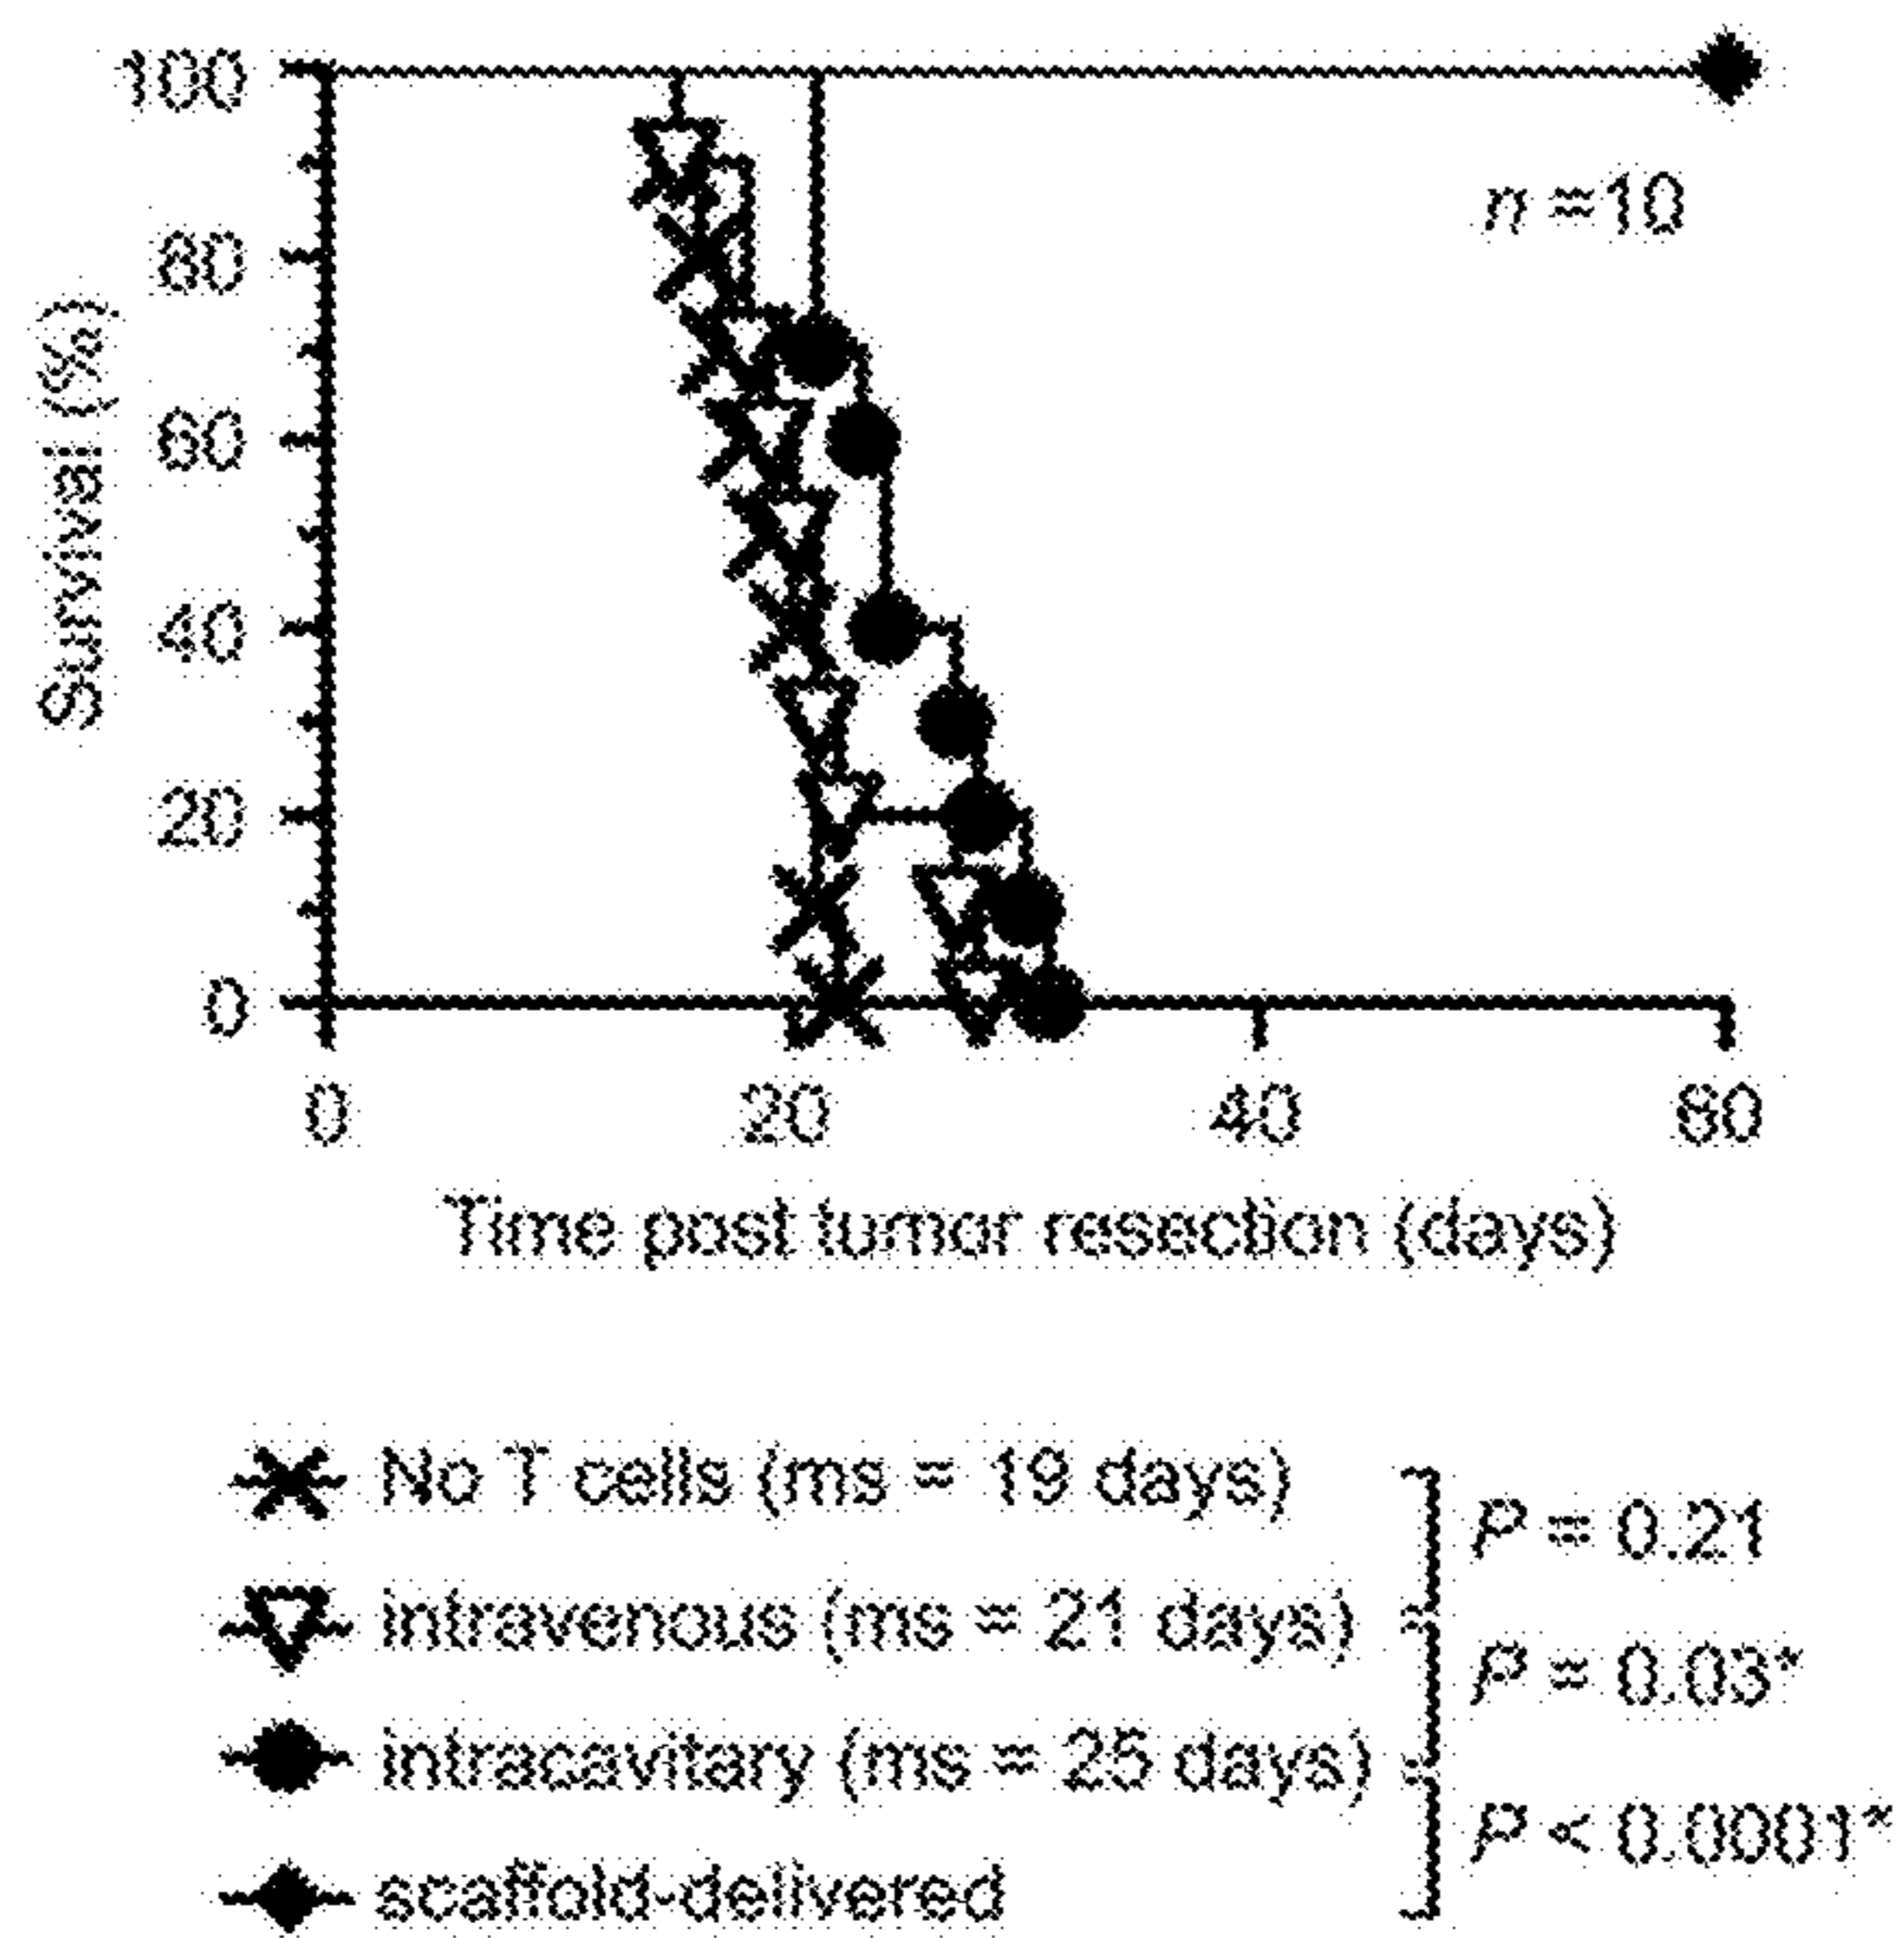 100
80
60
40
20
0
Survival (%)
n = 10
0 20 40 60
Time post tumor resection (days)
No T cells (ms = 19 days)
P = 0.21
intravenous (ms = 21 days)
P = 0.03*
intracavitary (ms = 25 days)
P < 0.0001*
scaffold-delivered